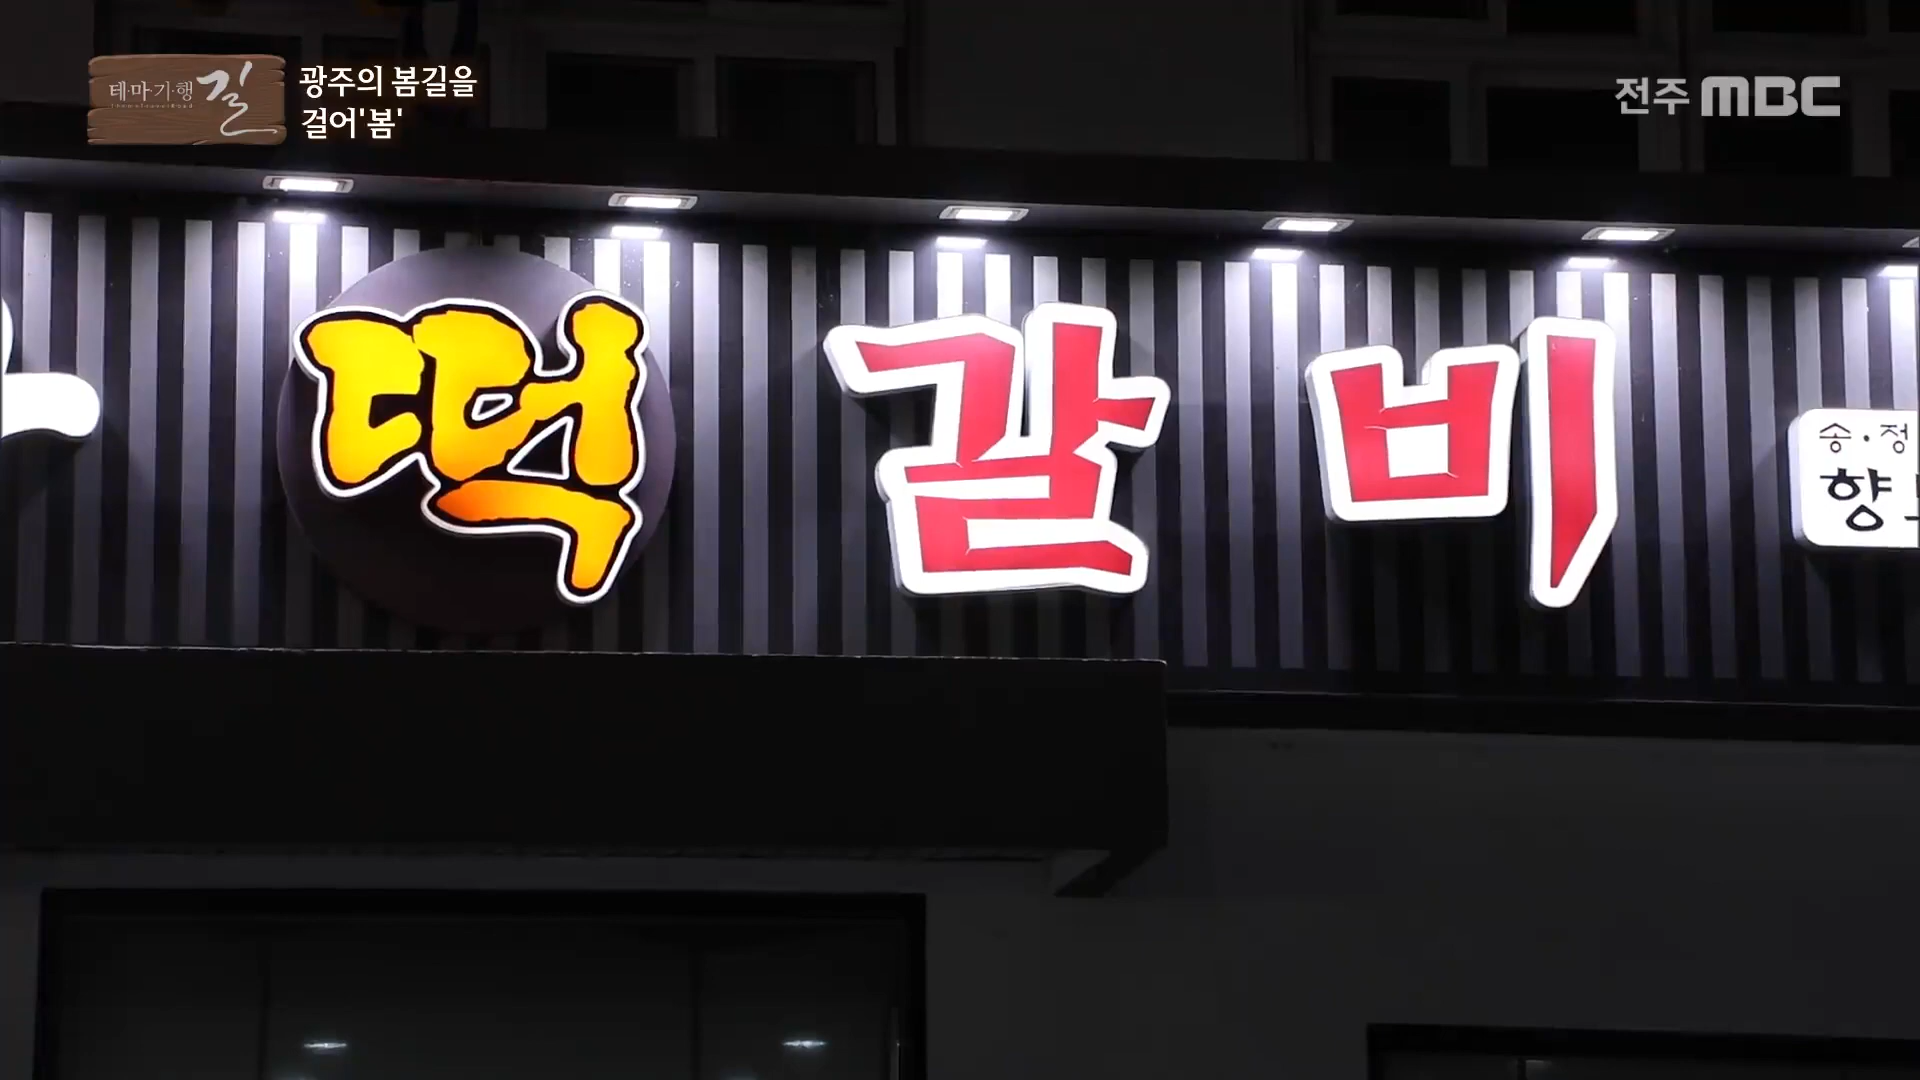 테·마·기·행 길
광주의 봄길을
걸어'봄'
전주 MBC
떡갈비
송·정
향